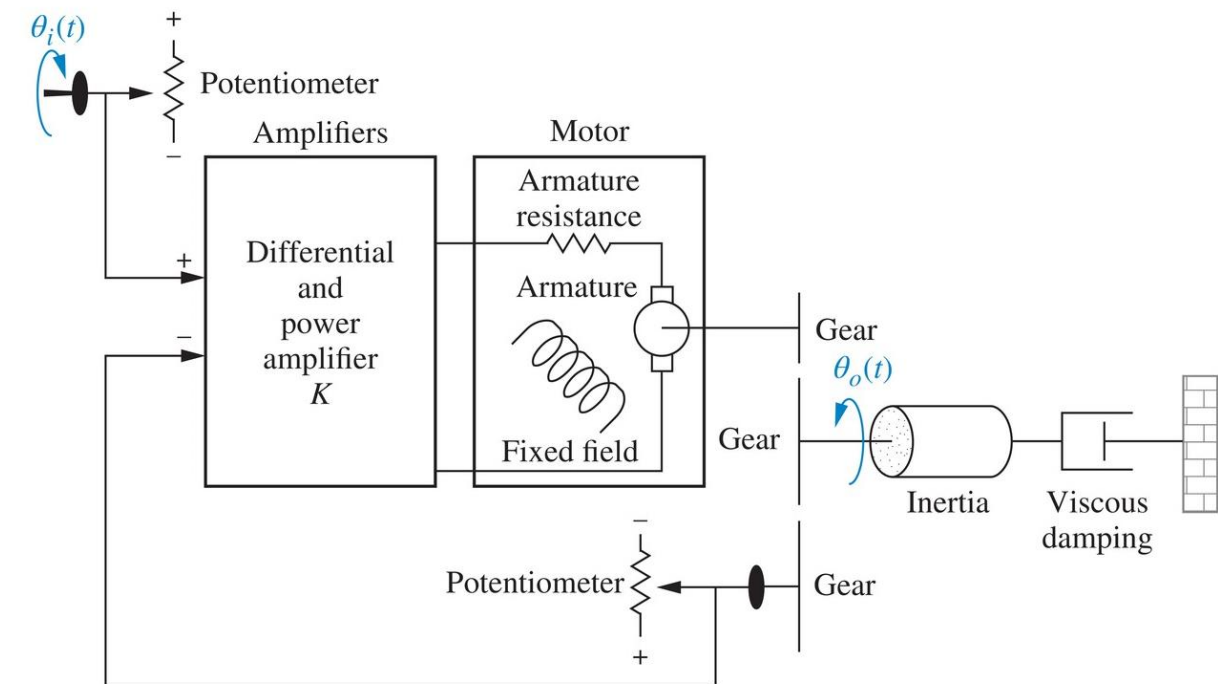 θi(t)
+
Potentiometer
−
Amplifiers
Motor
+
−
Differential
and
power
amplifier
K
Armature
resistance
Armature
Fixed field
Gear
θo(t)
Gear
Inertia
Viscous
damping
−
Potentiometer
+
Gear